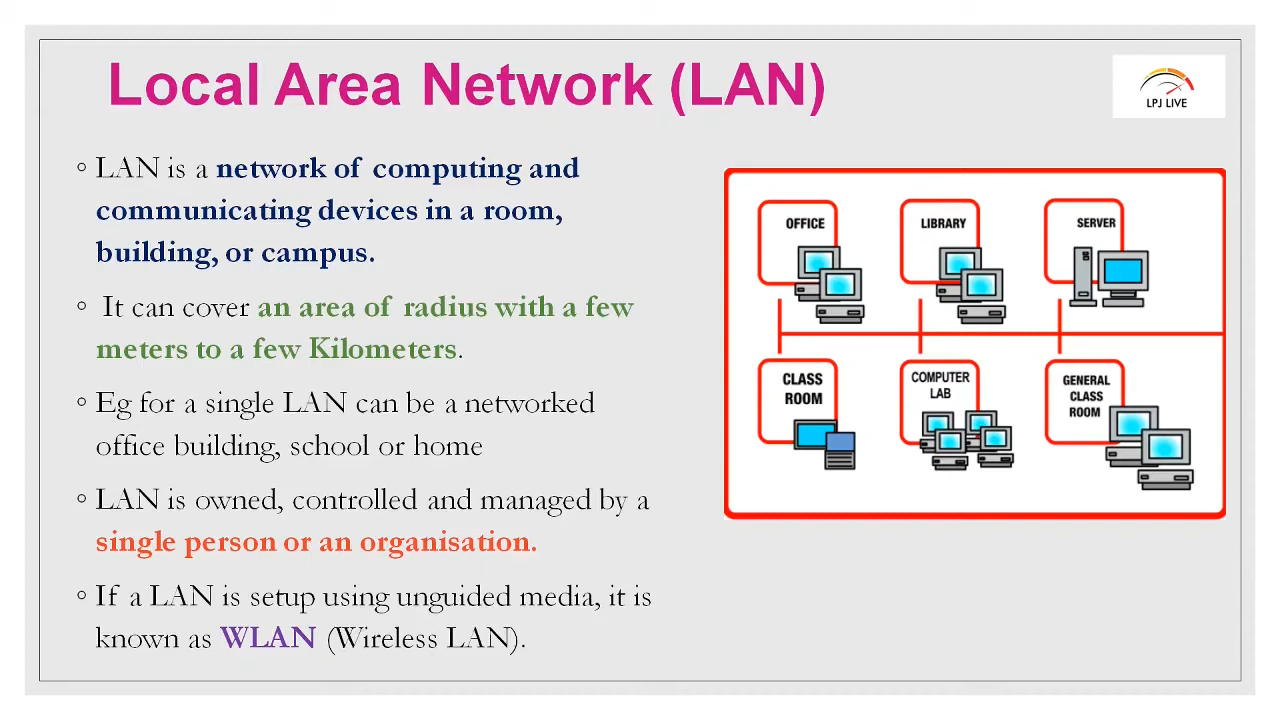 Local Area Network (LAN)
LPJ LIVE
◦ LAN is a network of computing and
communicating devices in a room,
building, or campus.
◦ It can cover an area of radius with a few
meters to a few Kilometers.
◦ Eg for a single LAN can be a networked
office building, school or home
◦ LAN is owned, controlled and managed by a
single person or an organisation.
◦ If a LAN is setup using unguided media, it is
known as WLAN (Wireless LAN).
OFFICE
LIBRARY
SERVER
CLASS
ROOM
COMPUTER
LAB
GENERAL
CLASS
ROOM